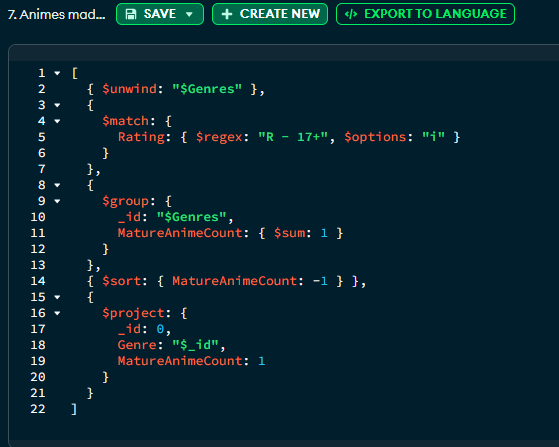 7. Animes mad... SAVE CREATE NEW </> EXPORT TO LANGUAGE
1 [
2 { $unwind: "$Genres" },
3 {
4 $match: {
5 Rating: { $regex: "R - 17+", $options: "i" }
6 }
7 },
8 {
9 $group: {
10 _id: "$Genres",
11 MatureAnimeCount: { $sum: 1 }
12 }
13 },
14 { $sort: { MatureAnimeCount: -1 } },
15 {
16 $project: {
17 _id: 0,
18 Genre: "$_id",
19 MatureAnimeCount: 1
20 }
21 }
22 ]